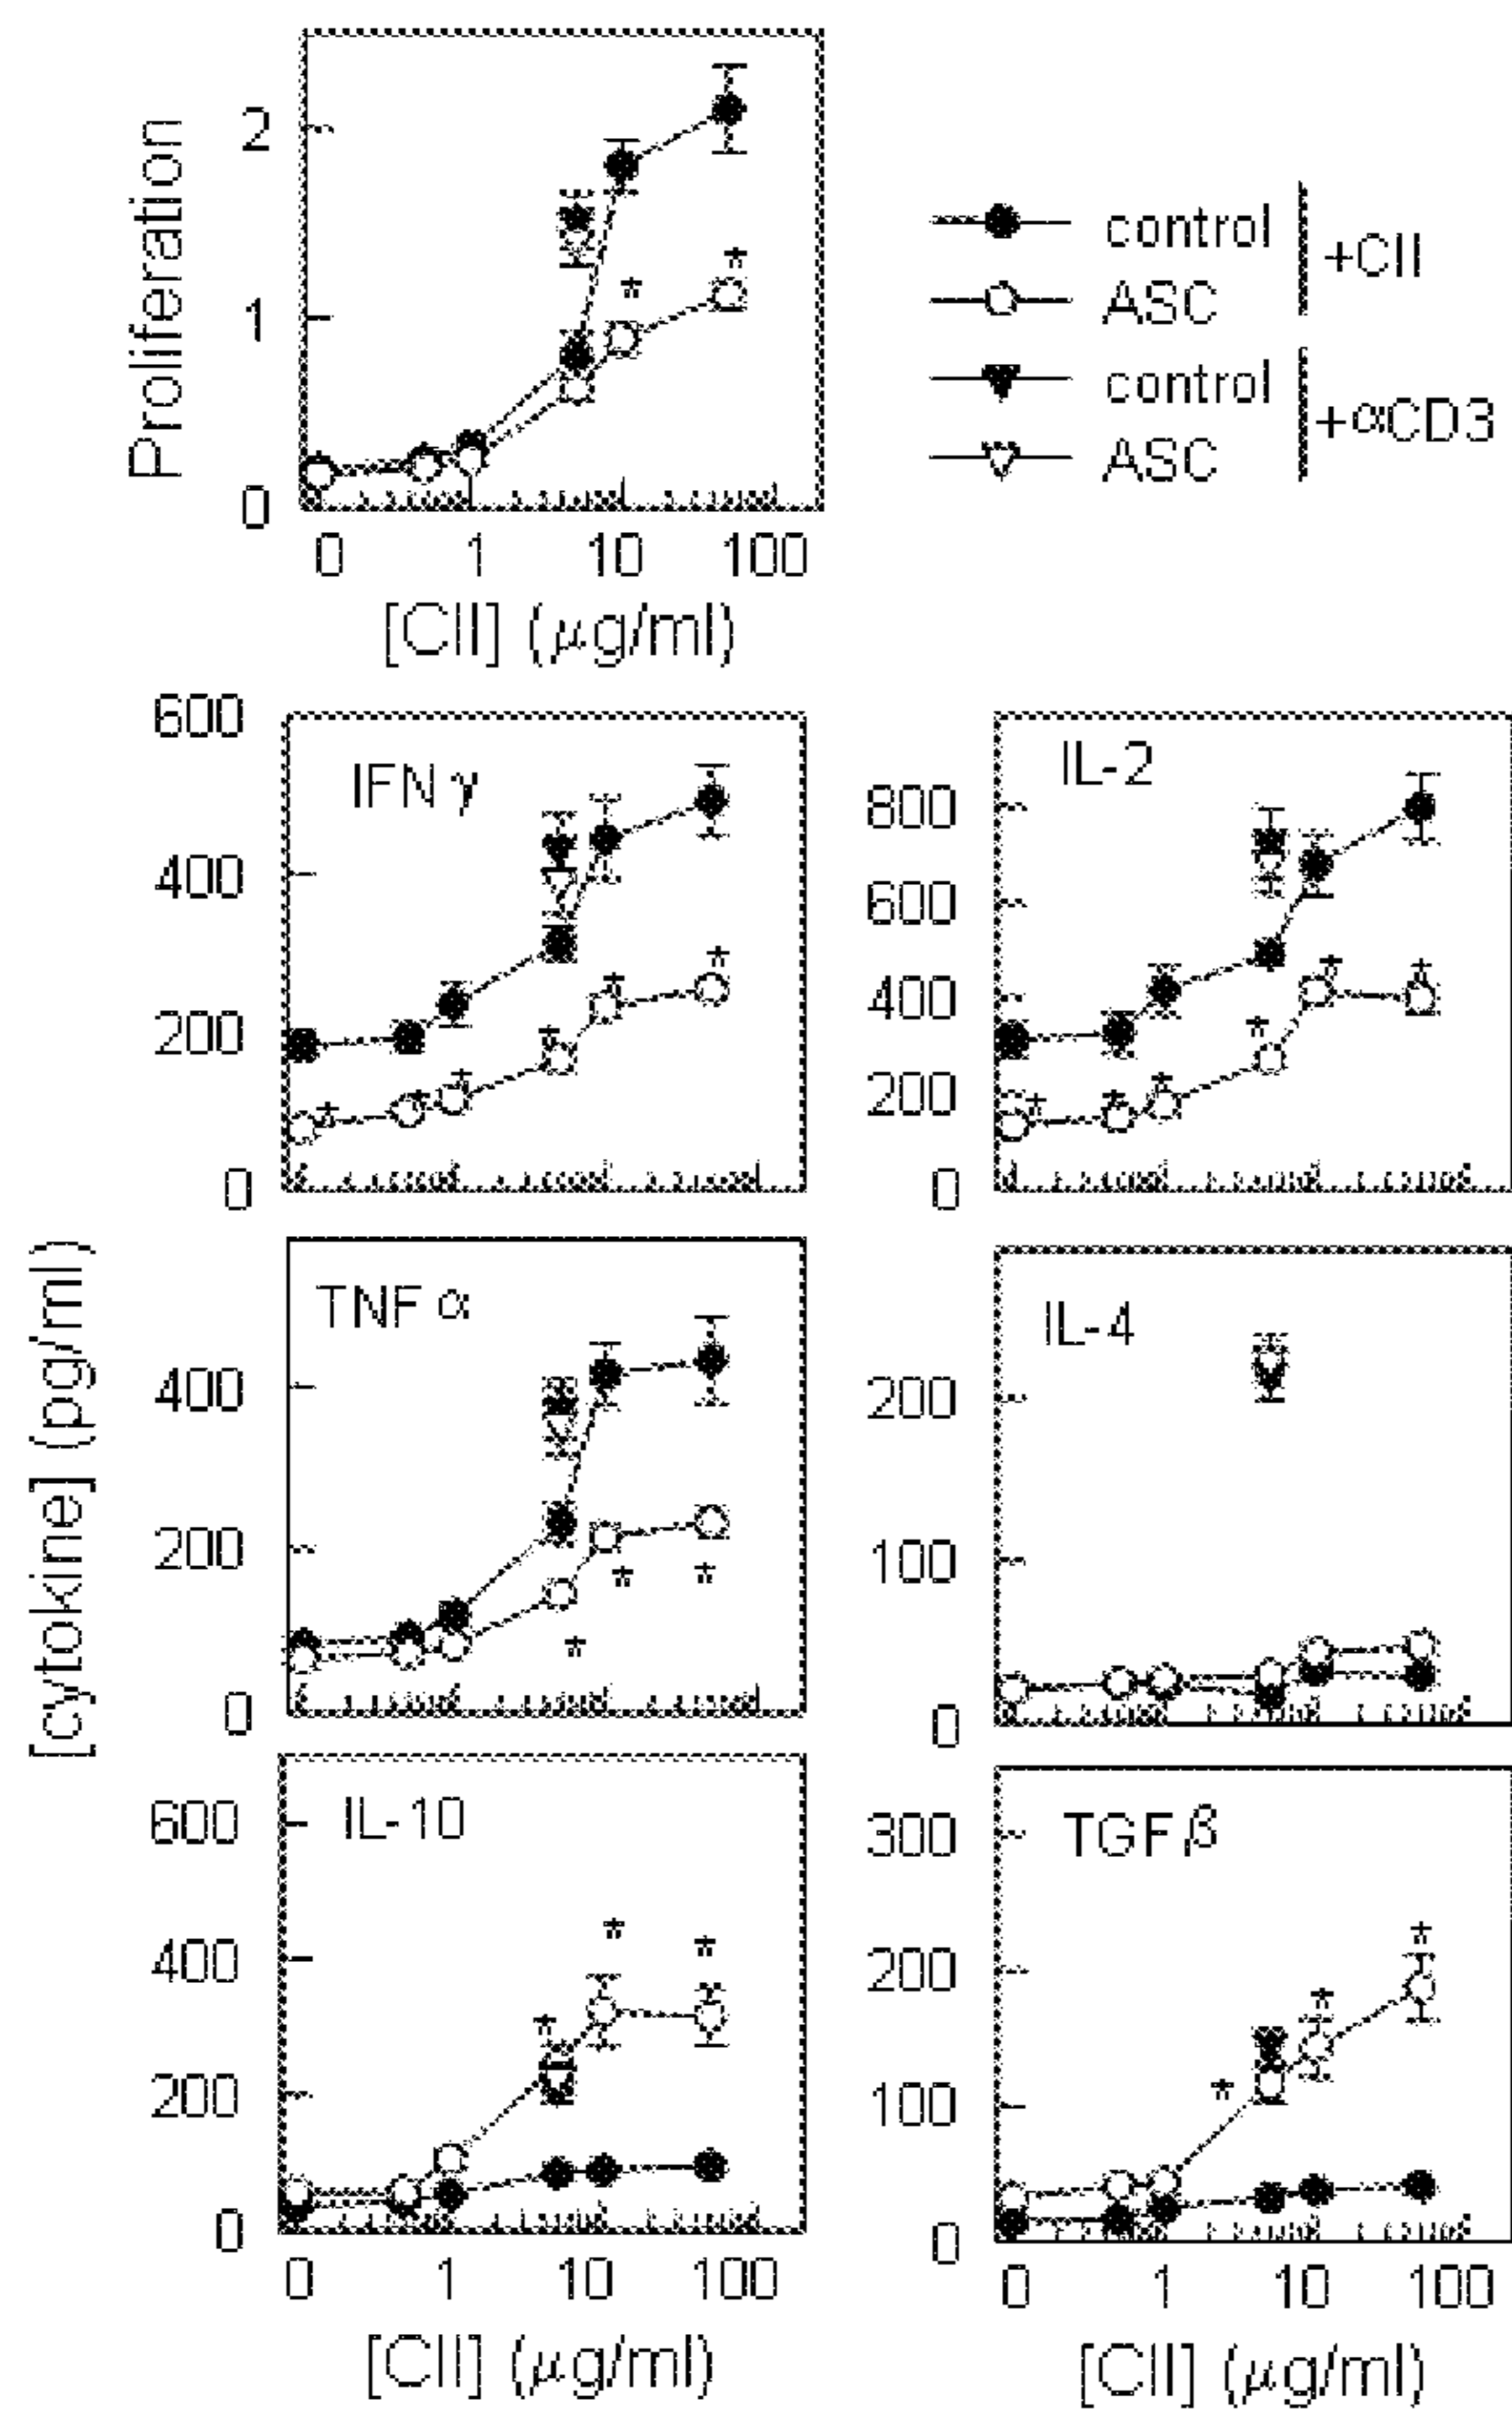 Proliferation
2
1
0
0 1 10 100
[CII] (μg/ml)
control
ASC
+CII
control
ASC
+αCD3
[cytokine] (pg/ml)
600
400
200
0
IFN γ
*
*
*
*
*
*
*
*
800
600
400
200
0
IL-2
*
*
*
*
*
*
400
200
0
TNF α
*
*
*
200
100
0
IL-4
600
400
200
0
IL-10
*
*
*
0 1 10 100
[CII] (μg/ml)
300
200
100
0
TGF β
*
*
*
0 1 10 100
[CII] (μg/ml)